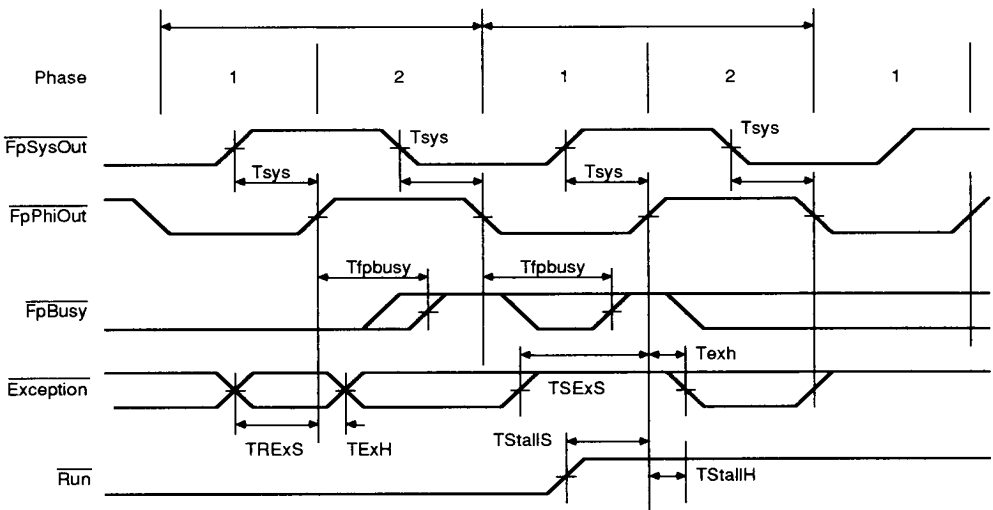 Phase 1 2 1 2 1
FpSysOut Tsys Tsys
Tsys Tsys
FpPhiOut
Tfpbusy Tfpbusy
FpBusy
Texh
Exception TSExS
TRExS TExH TStallS
Run TStallH